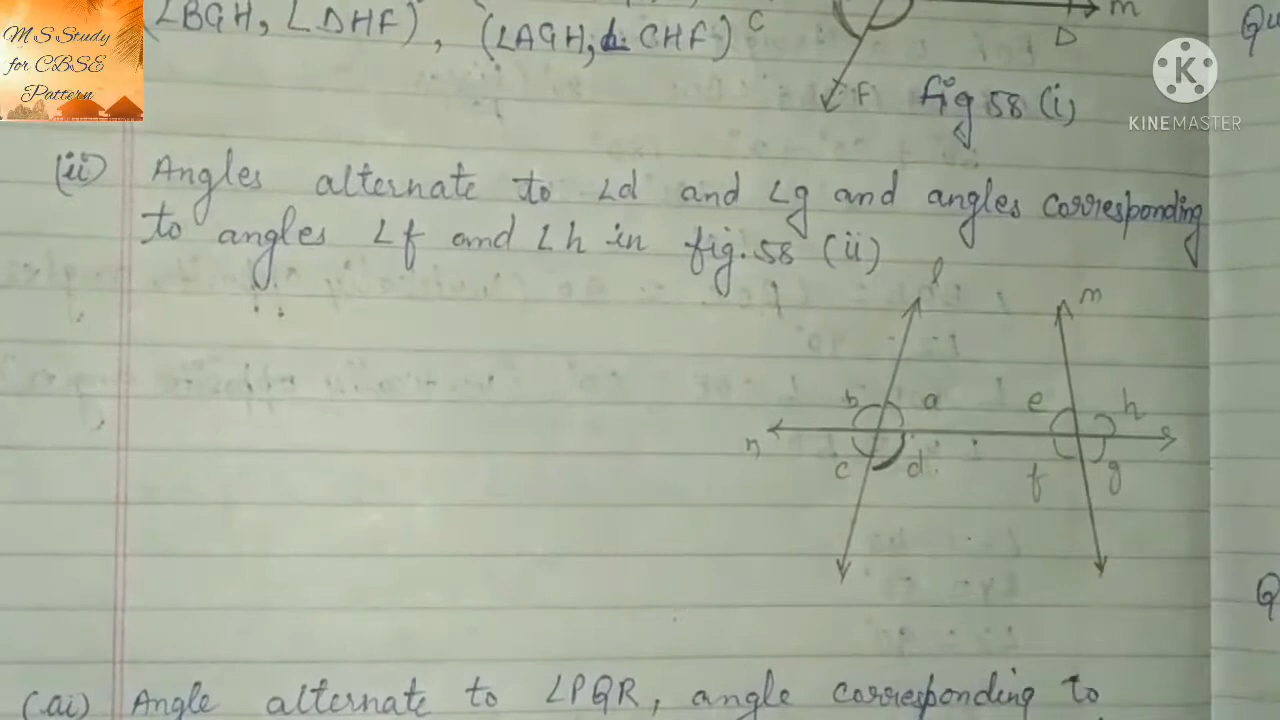 M S Study
for CBSE
Pattern
(∠BGH, ∠DHF), (∠AGH, ∠CHF)
C
m
D
F
fig 58 (i)
KINEMASTER
(ii) Angles alternate to ∠d and ∠g and angles corresponding
to angles ∠f and ∠h in fig. 58 (ii)
l
m
b a e h
n
c d f g
(ai) Angle alternate to ∠PQR, angle corresponding to